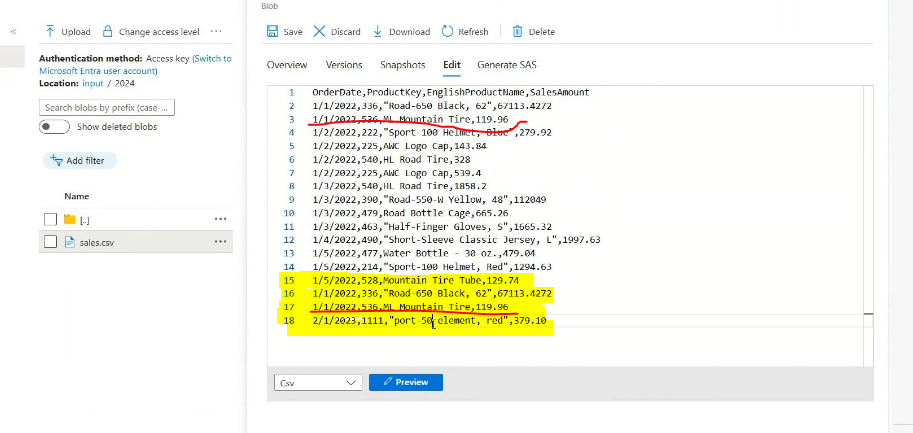 Blob
«
Upload
Change access level
...
Authentication method: Access key (Switch to
Microsoft Entra user account)
Location: input / 2024
Search blobs by prefix (case-...
Show deleted blobs
Add filter
Name
[..]
...
sales.csv
...
Save
Discard
Download
Refresh
Delete
Overview
Versions
Snapshots
Edit
Generate SAS
1 OrderDate,ProductKey,EnglishProductName,SalesAmount
2 1/1/2022,336,"Road-650 Black, 62",67113.4272
3 1/1/2022,536,ML Mountain Tire,119.96
4 1/2/2022,222,"Sport-100 Helmet, Blue",279.92
5 1/2/2022,225,AWC Logo Cap,143.84
6 1/2/2022,540,HL Road Tire,328
7 1/2/2022,225,AWC Logo Cap,539.4
8 1/3/2022,540,HL Road Tire,1858.2
9 1/3/2022,390,"Road-550-W Yellow, 48",112049
10 1/3/2022,479,Road Bottle Cage,665.26
11 1/3/2022,463,"Half-Finger Gloves, S",1665.32
12 1/4/2022,490,"Short-Sleeve Classic Jersey, L",1997.63
13 1/5/2022,477,Water Bottle - 30 oz.,479.04
14 1/5/2022,214,"Sport-100 Helmet, Red",1294.63
15 1/5/2022,528,Mountain Tire Tube,129.74
16 1/1/2022,336,"Road-650 Black, 62",67113.4272
17 1/1/2022,536,ML Mountain Tire,119.96
18 2/1/2023,1111,"port-50 element, red",379.10
Csv
Preview